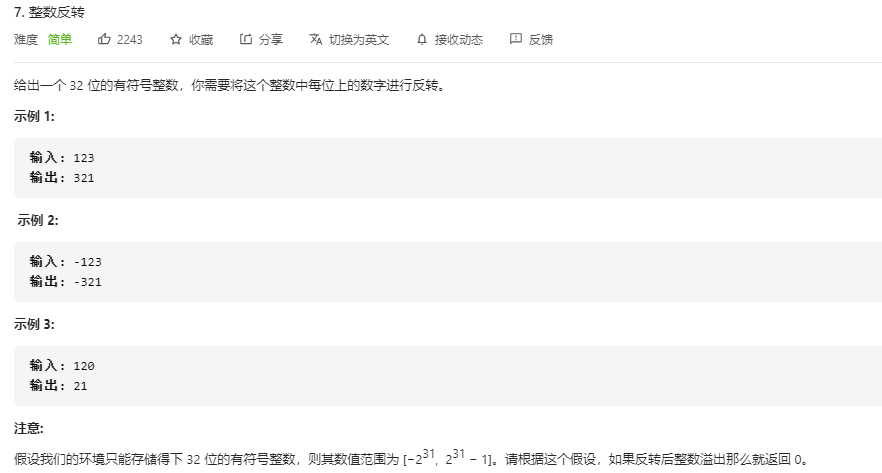 7. 整数反转
难度 简单 2243 收藏 分享 切换为英文 接收动态 反馈
给出一个 32 位的有符号整数，你需要将这个整数中每位上的数字进行反转。
示例 1:
输入: 123
输出: 321
示例 2:
输入: -123
输出: -321
示例 3:
输入: 120
输出: 21
注意:
假设我们的环境只能存储得下 32 位的有符号整数，则其数值范围为 [−2³¹, 2³¹ − 1]。请根据这个假设，如果反转后整数溢出那么就返回 0。